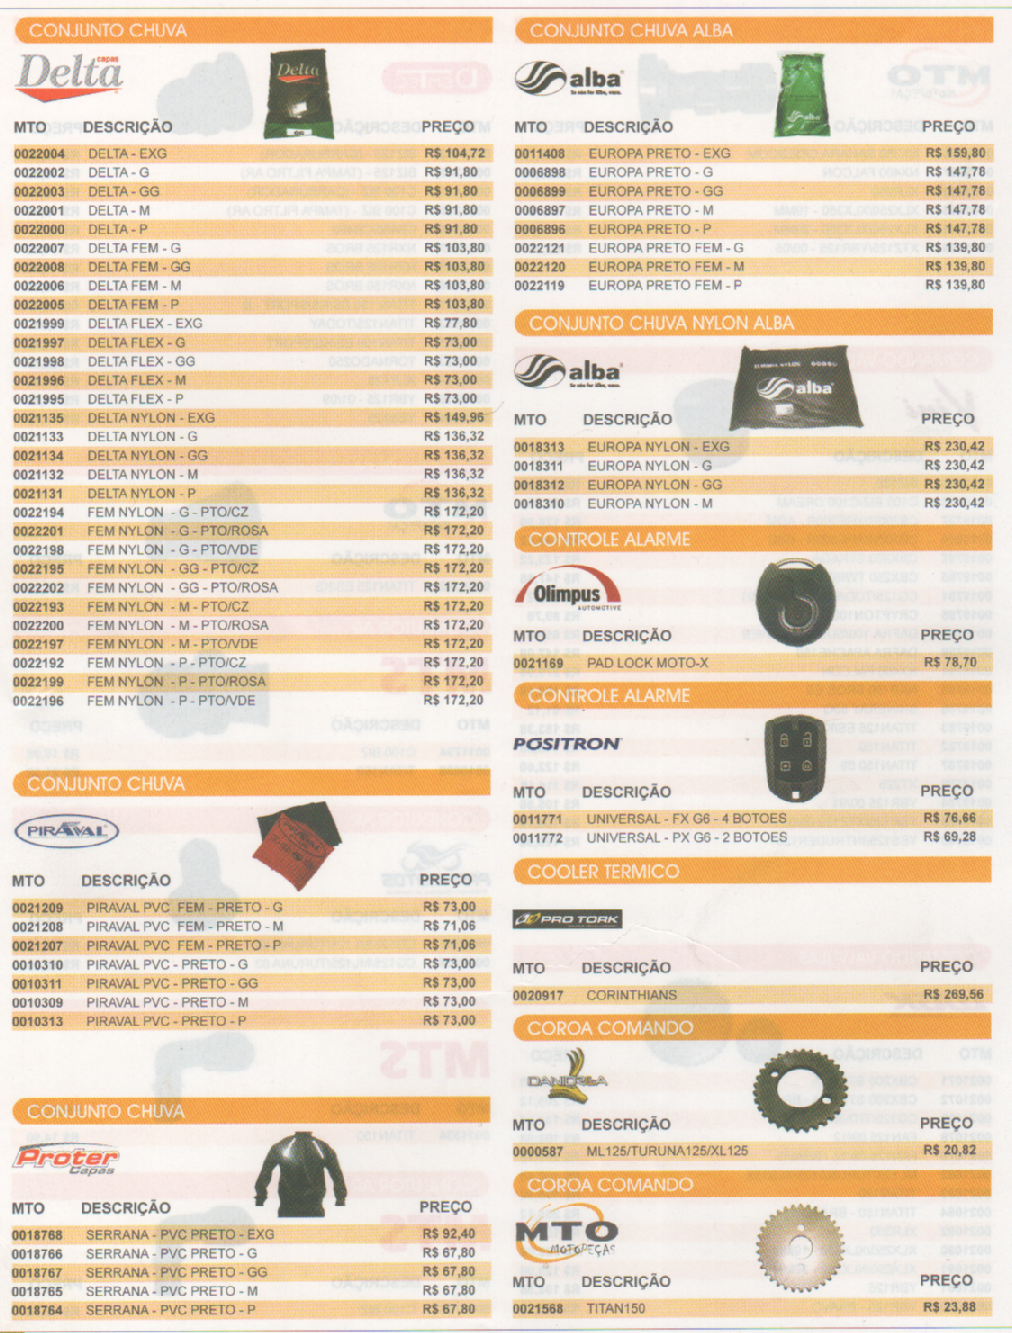 CONJUNTO CHUVA
Delta
capas
Delta
GG
MTO DESCRIÇÃO PREÇO
0022004 DELTA - EXG R$ 104,72
0022002 DELTA - G R$ 91,80
0022003 DELTA - GG R$ 91,80
0022001 DELTA - M R$ 91,80
0022000 DELTA - P R$ 91,80
0022007 DELTA FEM - G R$ 103,80
0022008 DELTA FEM - GG R$ 103,80
0022006 DELTA FEM - M R$ 103,80
0022005 DELTA FEM - P R$ 103,80
0021999 DELTA FLEX - EXG R$ 77,80
0021997 DELTA FLEX - G R$ 73,00
0021998 DELTA FLEX - GG R$ 73,00
0021996 DELTA FLEX - M R$ 73,00
0021995 DELTA FLEX - P R$ 73,00
0021135 DELTA NYLON - EXG R$ 149,96
0021133 DELTA NYLON - G R$ 136,32
0021134 DELTA NYLON - GG R$ 136,32
0021132 DELTA NYLON - M R$ 136,32
0021131 DELTA NYLON - P R$ 136,32
0022194 FEM NYLON - G - PTO/CZ R$ 172,20
0022201 FEM NYLON - G - PTO/ROSA R$ 172,20
0022198 FEM NYLON - G - PTO/VDE R$ 172,20
0022195 FEM NYLON - GG - PTO/CZ R$ 172,20
0022202 FEM NYLON - GG - PTO/ROSA R$ 172,20
0022193 FEM NYLON - M - PTO/CZ R$ 172,20
0022200 FEM NYLON - M - PTO/ROSA R$ 172,20
0022197 FEM NYLON - M - PTO/VDE R$ 172,20
0022192 FEM NYLON - P - PTO/CZ R$ 172,20
0022199 FEM NYLON - P - PTO/ROSA R$ 172,20
0022196 FEM NYLON - P - PTO/VDE R$ 172,20
CONJUNTO CHUVA
PIRAVAL
MTO DESCRIÇÃO PREÇO
0021209 PIRAVAL PVC FEM - PRETO - G R$ 73,00
0021208 PIRAVAL PVC FEM - PRETO - M R$ 71,06
0021207 PIRAVAL PVC FEM - PRETO - P R$ 71,06
0010310 PIRAVAL PVC - PRETO - G R$ 73,00
0010311 PIRAVAL PVC - PRETO - GG R$ 73,00
0010309 PIRAVAL PVC - PRETO - M R$ 73,00
0010313 PIRAVAL PVC - PRETO - P R$ 73,00
CONJUNTO CHUVA
Proter
Capas
MTO DESCRIÇÃO PREÇO
0018768 SERRANA - PVC PRETO - EXG R$ 92,40
0018766 SERRANA - PVC PRETO - G R$ 67,80
0018767 SERRANA - PVC PRETO - GG R$ 67,80
0018765 SERRANA - PVC PRETO - M R$ 67,80
0018764 SERRANA - PVC PRETO - P R$ 67,80
CONJUNTO CHUVA ALBA
alba
alba
MTO DESCRIÇÃO PREÇO
0011408 EUROPA PRETO - EXG R$ 159,80
0006898 EUROPA PRETO - G R$ 147,78
0006899 EUROPA PRETO - GG R$ 147,78
0006897 EUROPA PRETO - M R$ 147,78
0006896 EUROPA PRETO - P R$ 147,78
0022121 EUROPA PRETO FEM - G R$ 139,80
0022120 EUROPA PRETO FEM - M R$ 139,80
0022119 EUROPA PRETO FEM - P R$ 139,80
CONJUNTO CHUVA NYLON ALBA
alba
alba
MTO DESCRIÇÃO PREÇO
0018313 EUROPA NYLON - EXG R$ 230,42
0018311 EUROPA NYLON - G R$ 230,42
0018312 EUROPA NYLON - GG R$ 230,42
0018310 EUROPA NYLON - M R$ 230,42
CONTROLE ALARME
Olimpus
AUTOMOTIVE
MTO DESCRIÇÃO PREÇO
0021169 PAD LOCK MOTO-X R$ 78,70
CONTROLE ALARME
POSITRON
MTO DESCRIÇÃO PREÇO
0011771 UNIVERSAL - FX G6 - 4 BOTOES R$ 76,66
0011772 UNIVERSAL - PX G6 - 2 BOTOES R$ 69,28
COOLER TERMICO
PRO TORK
MTO DESCRIÇÃO PREÇO
0020917 CORINTHIANS R$ 269,56
COROA COMANDO
DANIDREA
MTO DESCRIÇÃO PREÇO
0000587 ML125/TURUNA125/XL125 R$ 20,82
COROA COMANDO
MTO
MOTOPEÇAS
MTO DESCRIÇÃO PREÇO
0021568 TITAN150 R$ 23,88